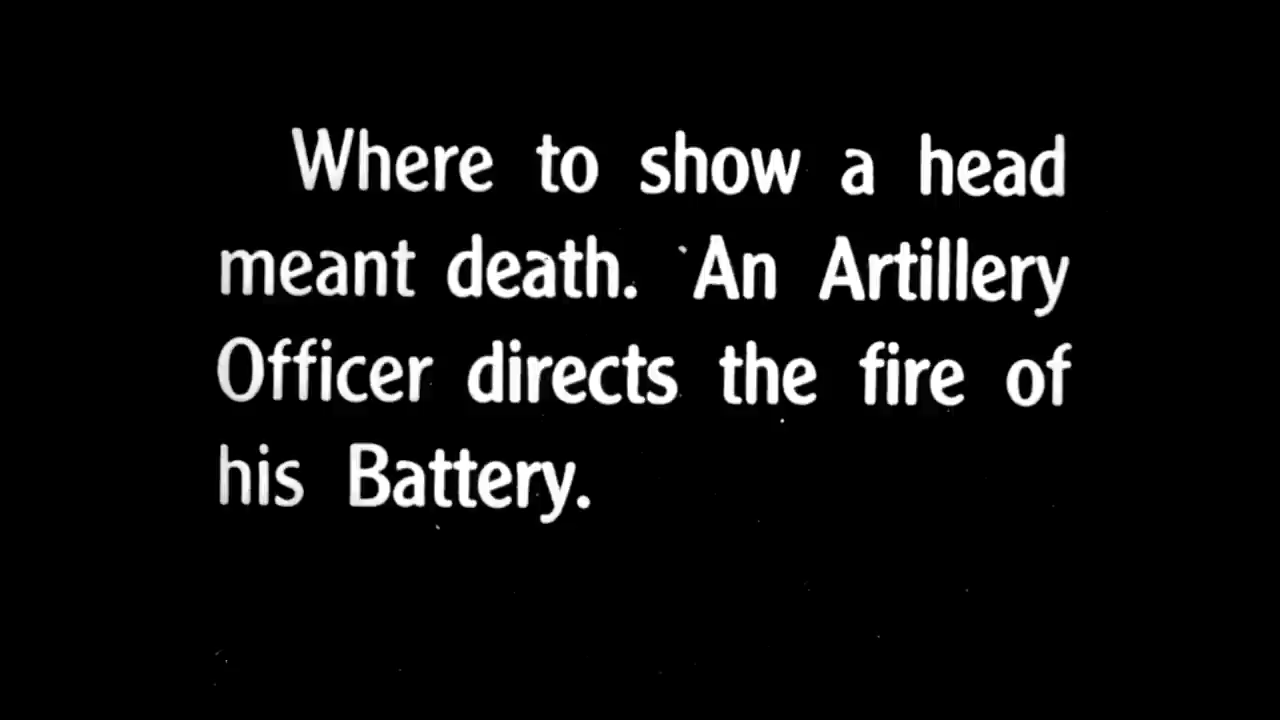 Where to show a head
meant death. An Artillery
Officer directs the fire of
his Battery.